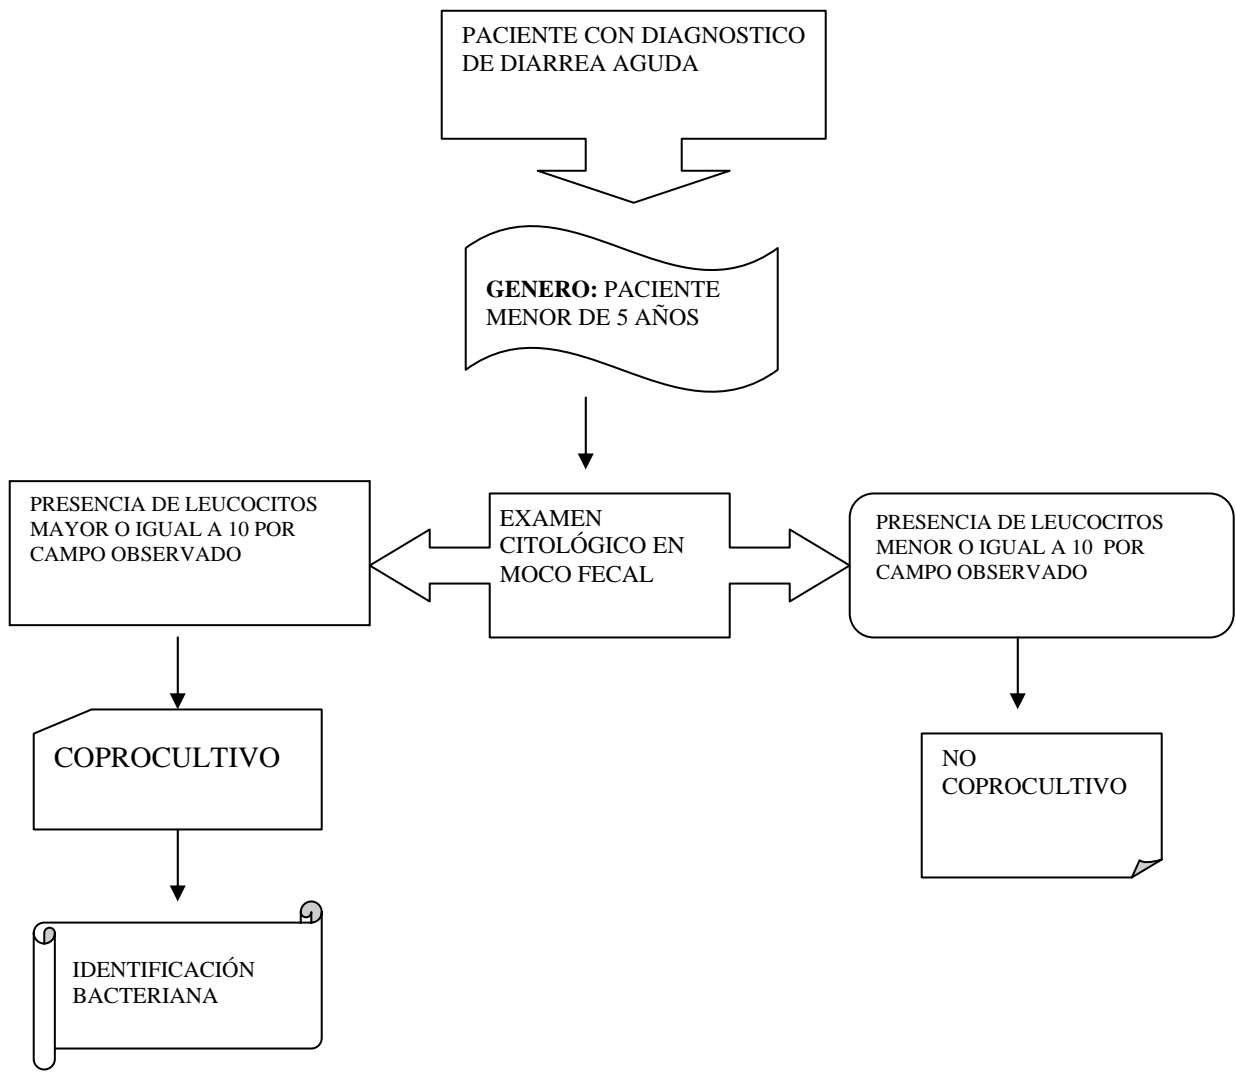 PACIENTE CON DIAGNOSTICO
DE DIARREA AGUDA
GENERO: PACIENTE
MENOR DE 5 AÑOS
PRESENCIA DE LEUCOCITOS
MAYOR O IGUAL A 10 POR
CAMPO OBSERVADO
EXAMEN
CITOLÓGICO EN
MOCO FECAL
PRESENCIA DE LEUCOCITOS
MENOR O IGUAL A 10 POR
CAMPO OBSERVADO
COPROCULTIVO
NO
COPROCULTIVO
IDENTIFICACIÓN
BACTERIANA